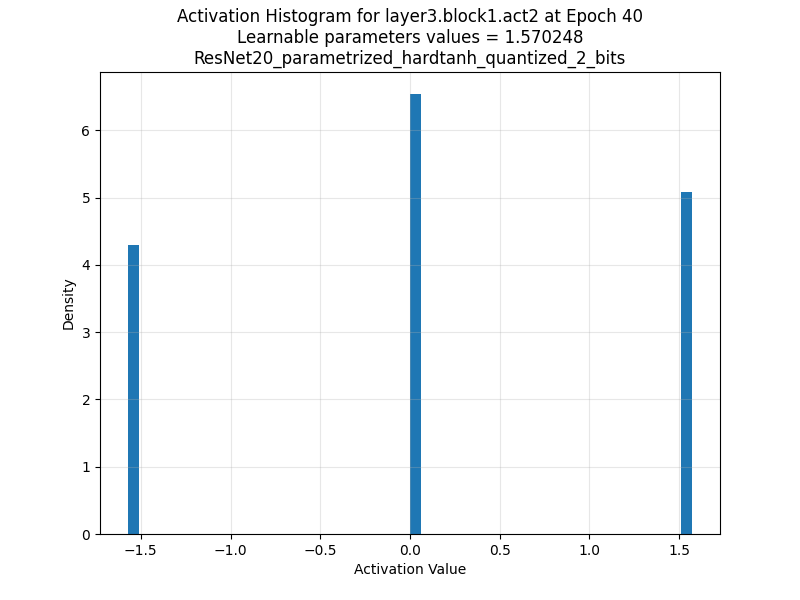 Activation Histogram for layer3.block1.act2 at Epoch 40
Learnable parameters values = 1.570248
ResNet20_parametrized_hardtanh_quantized_2_bits
Density
6
5
4
3
2
1
0
−1.5 −1.0 −0.5 0.0 0.5 1.0 1.5
Activation Value